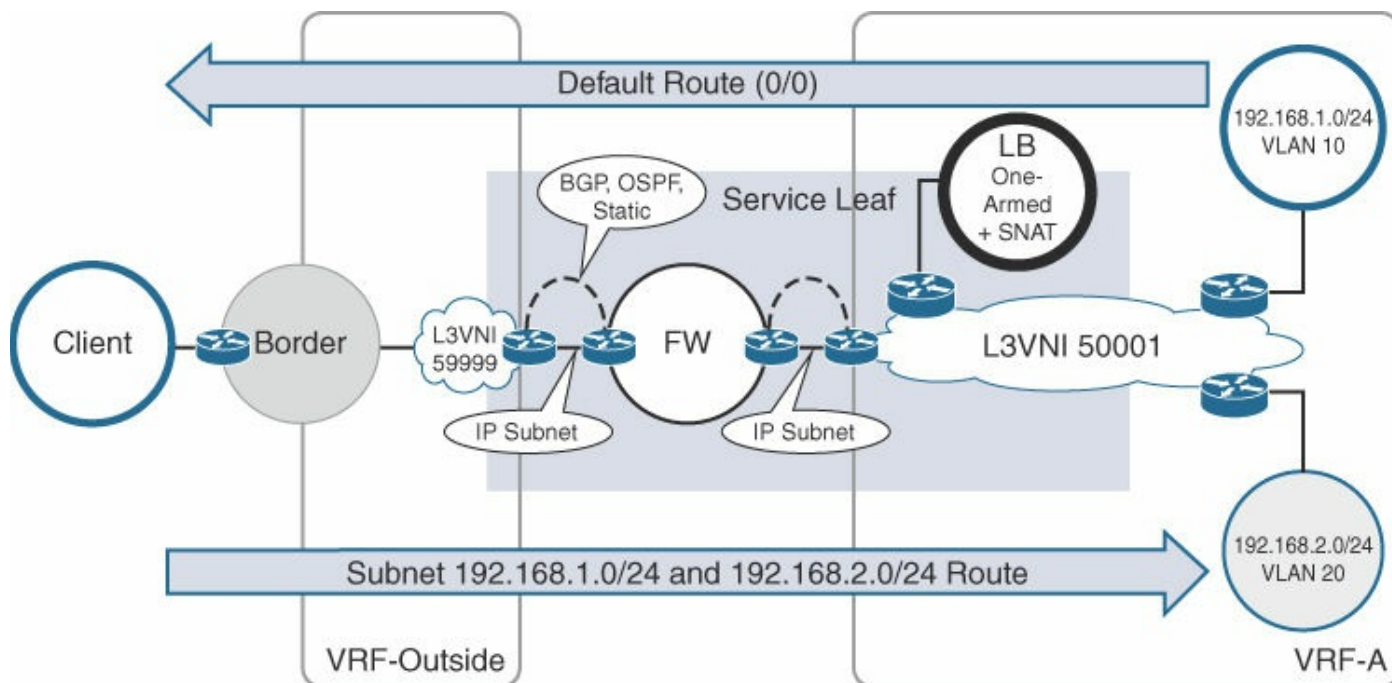 Default Route (0/0)
192.168.1.0/24
VLAN 10
LB
One-
Armed
+ SNAT
BGP, OSPF,
Static
Service Leaf
Client
Border
L3VNI
59999
FW
L3VNI 50001
IP Subnet
IP Subnet
Subnet 192.168.1.0/24 and 192.168.2.0/24 Route
192.168.2.0/24
VLAN 20
VRF-Outside
VRF-A